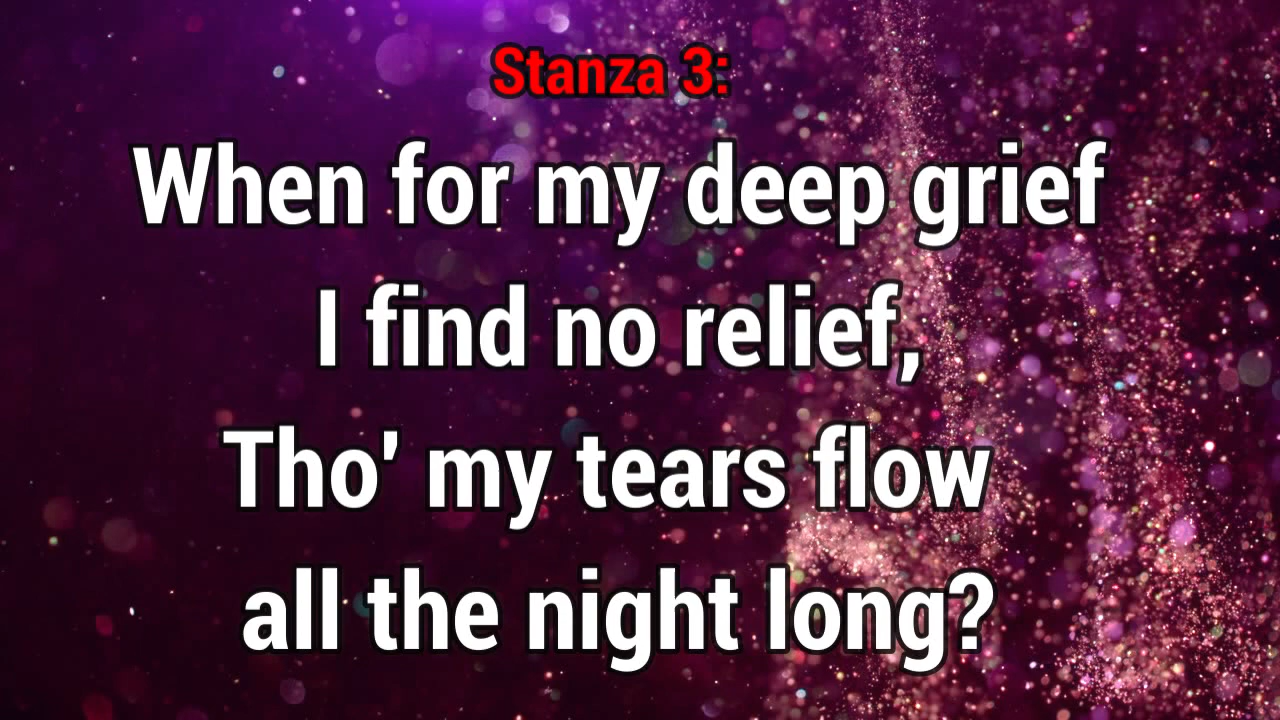 Stanza 3:
When for my deep grief
I find no relief,
Tho' my tears flow
all the night long?